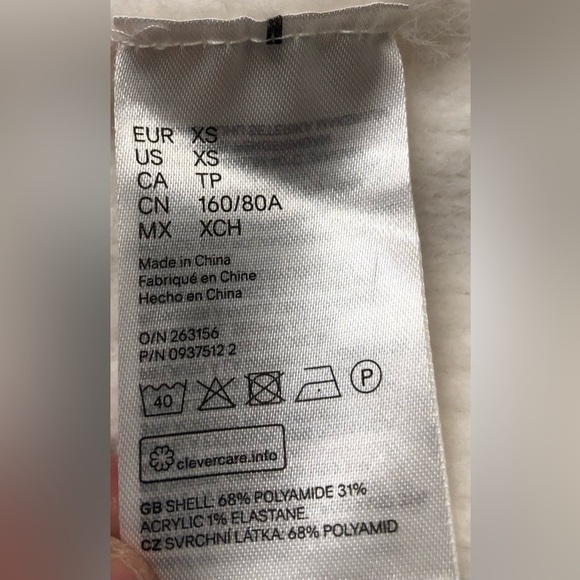 EUR XS
US XS
CA TP
CN 160/80A
MX XCH
Made in China
Fabriqué en Chine
Hecho en China
O/N 263156
P/N 0937512 2
40
P
clevercare.info
GB SHELL: 68% POLYAMIDE 31%
ACRYLIC 1% ELASTANE
CZ SVRCHNÍ LÁTKA: 68% POLYAMID